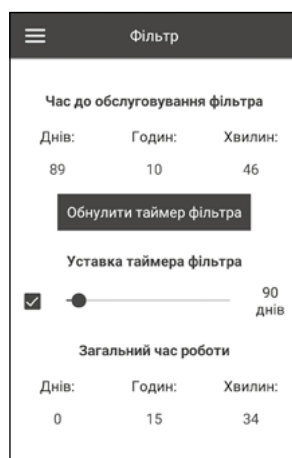 Фільтр
Час до обслуговування фільтра
Днів: Годин: Хвилин:
89 10 46
Обнулити таймер фільтра
Уставка таймера фільтра
90
днів
Загальний час роботи
Днів: Годин: Хвилин:
0 15 34